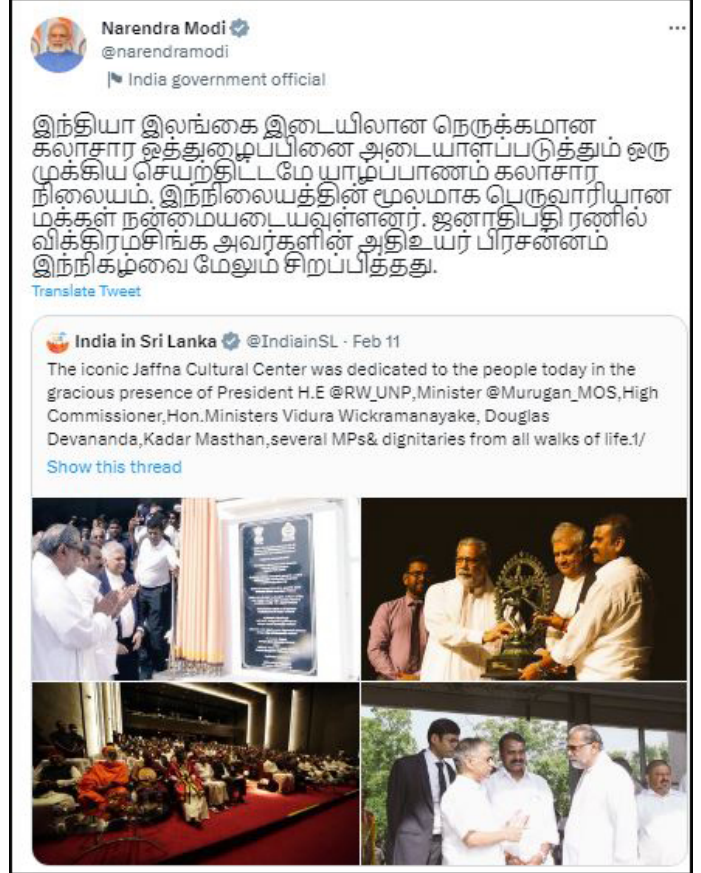 Narendra Modi
@narendramodi
India government official
இந்தியா இலங்கை இடையிலான நெருக்கமான
கலாசார ஒத்துழைப்பினை அடையாளப்படுத்தும் ஒரு
முக்கிய செயற்திட்டமே யாழ்ப்பாணம் கலாசார
நிலையம். இந்நிலையத்தின் மூலமாக பெருவாரியான
மக்கள் நன்மையடையவுள்ளனர். ஜனாதிபதி ரணில்
விக்கிரமசிங்க அவர்களின் அதிஉயர் பிரசன்னம்
இந்நிகழ்வை மேலும் சிறப்பித்தது.
Translate Tweet
India in Sri Lanka @IndiainSL · Feb 11
The iconic Jaffna Cultural Center was dedicated to the people today in the
gracious presence of President H.E @RW_UNP,Minister @Murugan_MOS,High
Commissioner,Hon.Ministers Vidura Wickramanayake, Douglas
Devananda,Kadar Masthan,several MPs& dignitaries from all walks of life.1/
Show this thread